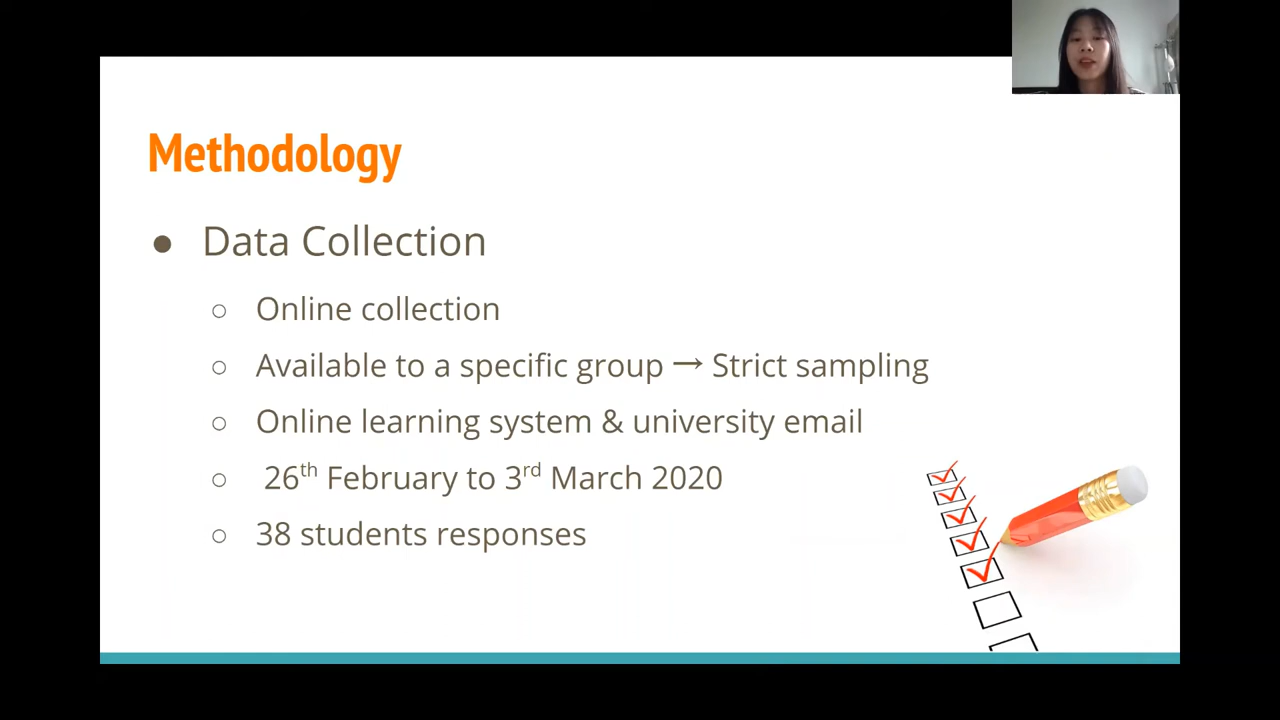 Methodology
● Data Collection
○ Online collection
○ Available to a specific group → Strict sampling
○ Online learning system & university email
○ 26th February to 3rd March 2020
○ 38 students responses